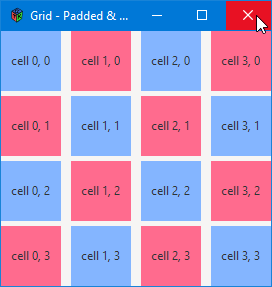 Grid - Padded & ...
cell 0, 0 cell 1, 0 cell 2, 0 cell 3, 0
cell 0, 1 cell 1, 1 cell 2, 1 cell 3, 1
cell 0, 2 cell 1, 2 cell 2, 2 cell 3, 2
cell 0, 3 cell 1, 3 cell 2, 3 cell 3, 3